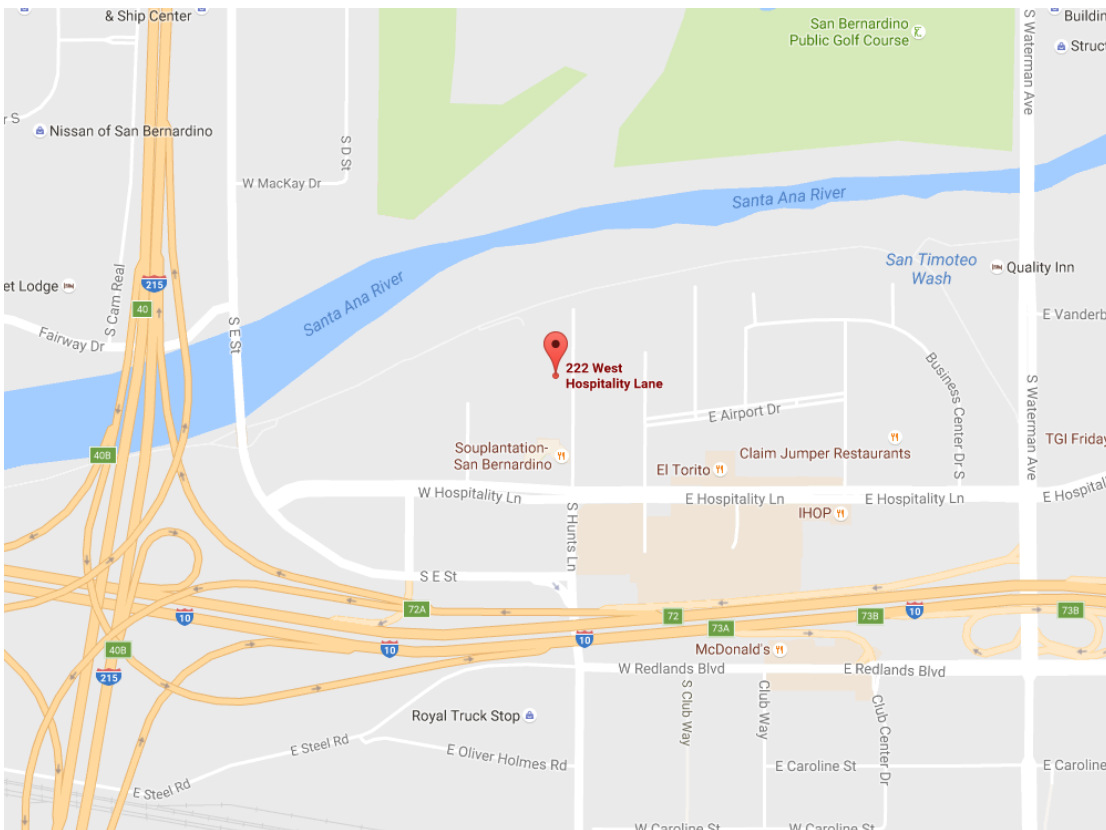 & Ship Center
San Bernardino
Public Golf Course
S Waterman Ave
Building
Struct
r S
Nissan of San Bernardino
S D St
W MacKay Dr
Santa Ana River
San Timoteo
Wash
Quality Inn
et Lodge
215
40
S Cam Real
Fairway Dr
S E St
Santa Ana River
E Vanderb
222 West
Hospitality Lane
Business Center Dr S
S Waterman Ave
E Airport Dr
TGI Friday
40B
Souplantation-
San Bernardino
El Torito
Claim Jumper Restaurants
W Hospitality Ln
E Hospitality Ln
E Hospitality Ln
E Hospital
S Hunts Ln
IHOP
S E St
72A
72
73A
73B
10
73B
10
10
10
40B
215
McDonald's
W Redlands Blvd
E Redlands Blvd
S Club Way
Club Way
Club Center Dr
Royal Truck Stop
E Steel Rd
E Oliver Holmes Rd
E Caroline St
E Caroline
E Steel Rd
W Caroline St
W Caroline St